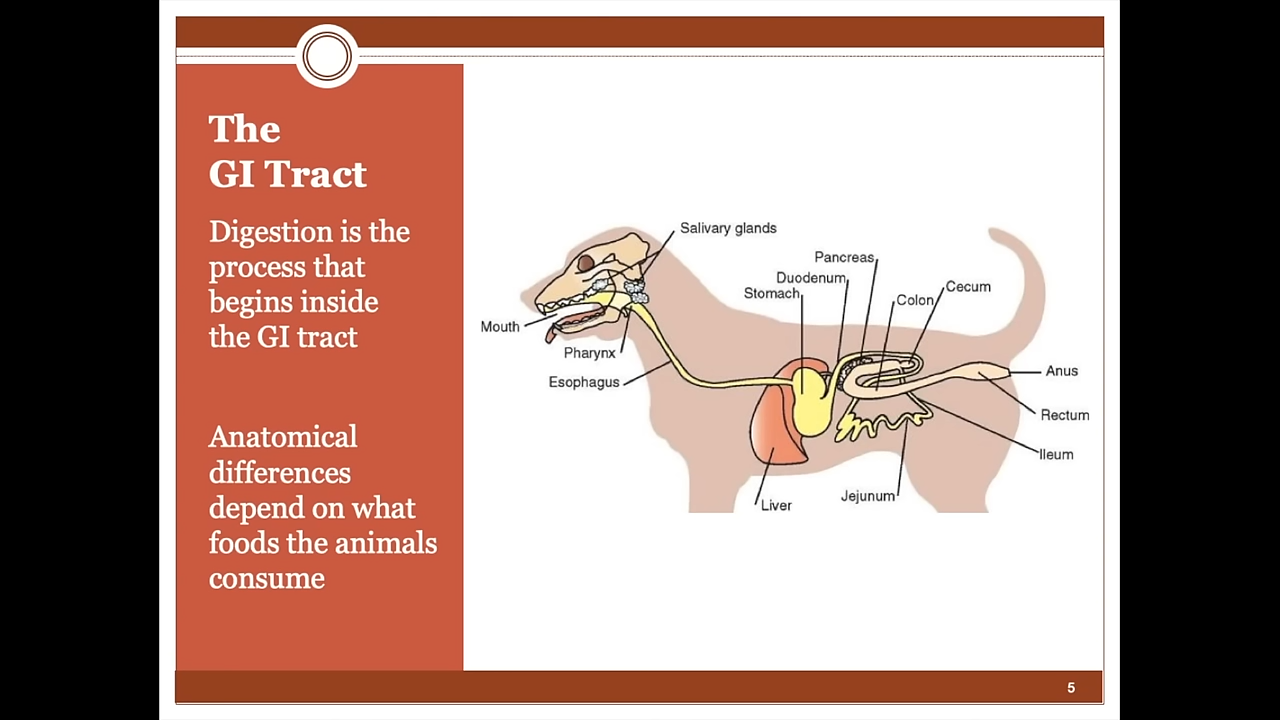 The
GI Tract
Digestion is the
process that
begins inside
the GI tract
Anatomical
differences
depend on what
foods the animals
consume
Salivary glands
Pancreas
Duodenum
Stomach
Cecum
Colon
Mouth
Pharynx
Esophagus
Anus
Rectum
Ileum
Jejunum
Liver
5